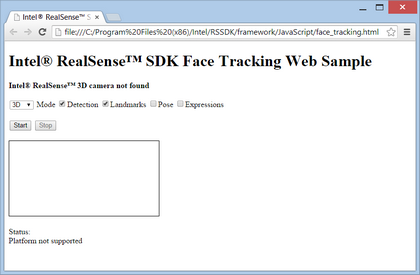 Intel® RealSense™ S
file:///C:/Program%20Files%20(x86)/Intel/RSSDK/framework/JavaScript/face_tracking.html
Intel® RealSense™ SDK Face Tracking Web Sample
Intel® RealSense™ 3D camera not found
3D Mode Detection Landmarks Pose Expressions
Start Stop
Status:
Platform not supported